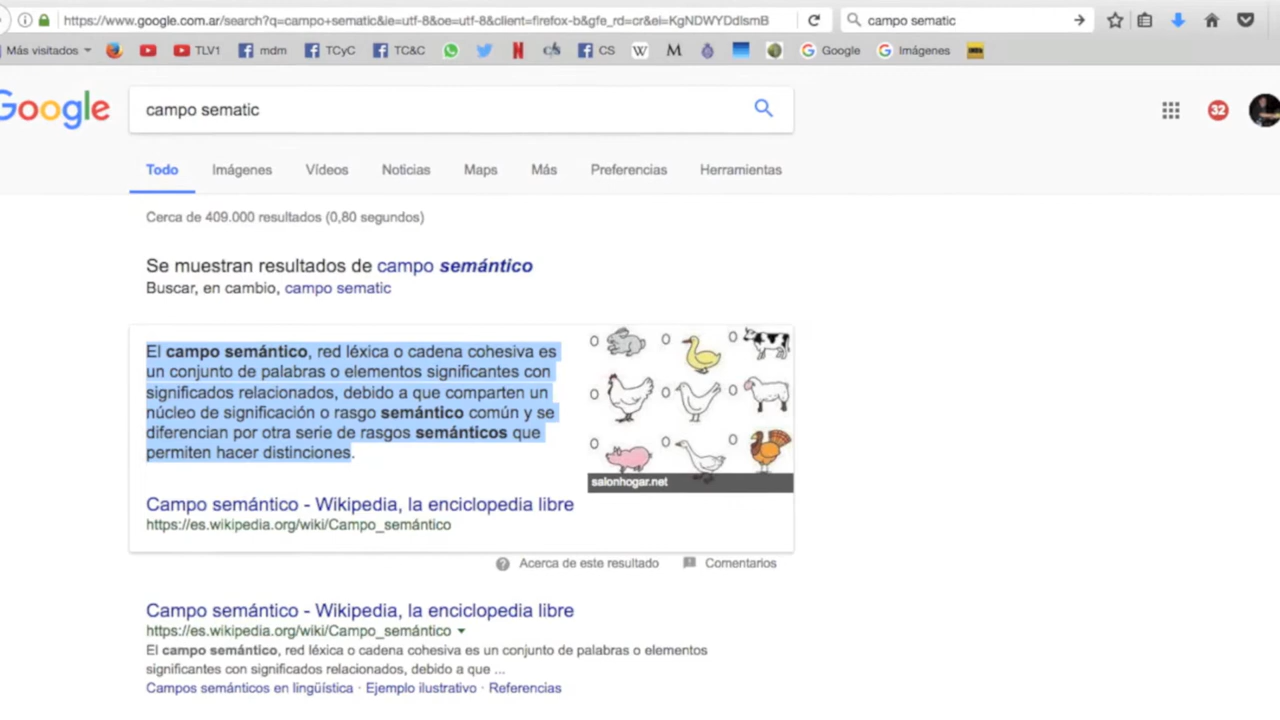 https://www.google.com.ar/search?q=campo+sematic&ie=utf-8&oe=utf-8&client=firefox-b&gfe_rd=cr&ei=KgNDWYDdIsmB
campo sematic
Más visitados
TLV1
mdm
TCyC
TC&C
CS
W
M
Google
Imágenes
Google
campo sematic
32
Todo
Imágenes
Vídeos
Noticias
Maps
Más
Preferencias
Herramientas
Cerca de 409.000 resultados (0,80 segundos)
Se muestran resultados de campo semántico
Buscar, en cambio, campo sematic
El campo semántico, red léxica o cadena cohesiva es
un conjunto de palabras o elementos significantes con
significados relacionados, debido a que comparten un
núcleo de significación o rasgo semántico común y se
diferencian por otra serie de rasgos semánticos que
permiten hacer distinciones.
salonhogar.net
Campo semántico - Wikipedia, la enciclopedia libre
https://es.wikipedia.org/wiki/Campo_semántico
Acerca de este resultado
Comentarios
Campo semántico - Wikipedia, la enciclopedia libre
https://es.wikipedia.org/wiki/Campo_semántico
El campo semántico, red léxica o cadena cohesiva es un conjunto de palabras o elementos
significantes con significados relacionados, debido a que ...
Campos semánticos en lingüística · Ejemplo ilustrativo · Referencias